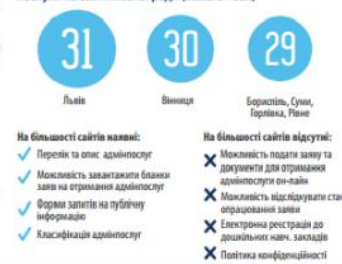 31
30
29
Львів
Вінниця
Бориспіль, Суми,
Горлівка, Рівне
На більшості сайтів наявні:
Перелік та опис адмінпослуг
Можливість завантажити бланки
заяв на отримання адмінпослуг
Форми запитів на публічну
інформацію
Класифікація адмінпослуг
На більшості сайтів відсутні:
Можливість подати заяву та
документи для отримання
адмінпослуги он-лайн
Можливість відслідкувати стан
опрацювання заяви
Електронна реєстрація до
дошкільних навч. закладів
Політика конфіденційності